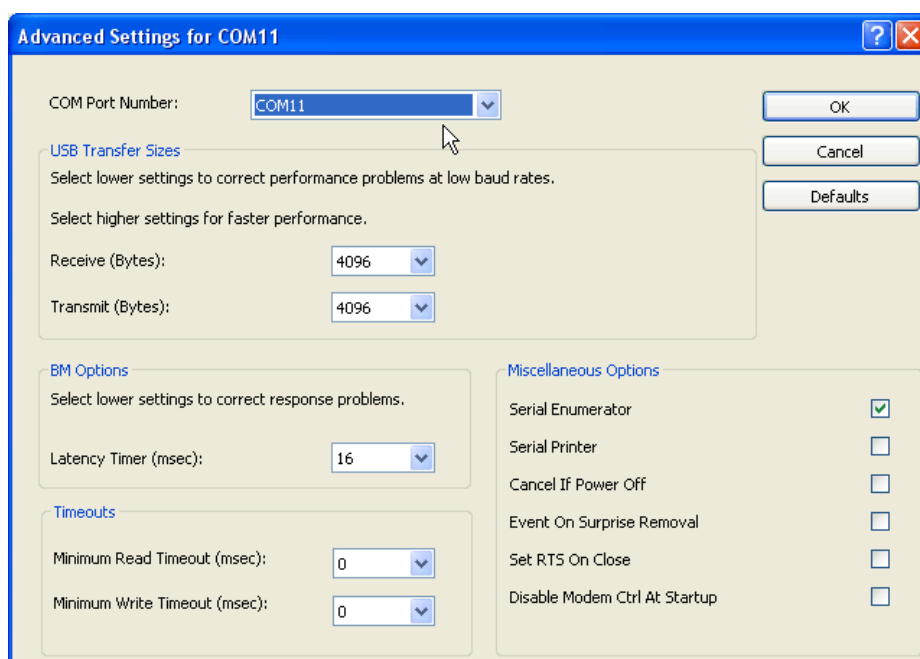 Advanced Settings for COM11
COM Port Number: COM11
OK
USB Transfer Sizes
Cancel
Select lower settings to correct performance problems at low baud rates.
Defaults
Select higher settings for faster performance.
Receive (Bytes): 4096
Transmit (Bytes): 4096
BM Options
Select lower settings to correct response problems.
Latency Timer (msec): 16
Timeouts
Minimum Read Timeout (msec): 0
Minimum Write Timeout (msec): 0
Miscellaneous Options
Serial Enumerator
Serial Printer
Cancel If Power Off
Event On Surprise Removal
Set RTS On Close
Disable Modem Ctrl At Startup